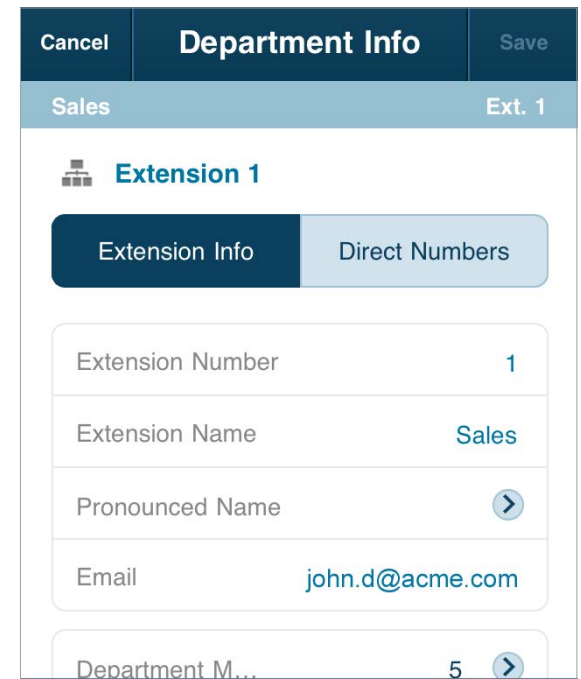 Cancel Department Info Save
Sales Ext. 1
Extension 1
Extension Info Direct Numbers
Extension Number 1
Extension Name Sales
Pronounced Name
Email john.d@acme.com
Department M... 5